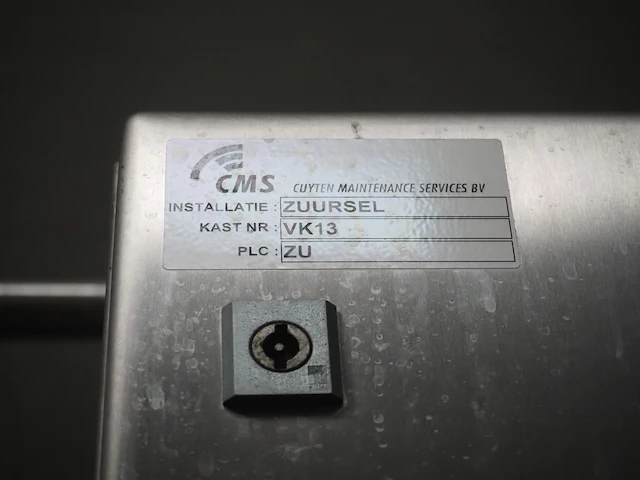 CMS CUYTEN MAINTENANCE SERVICES BV
INSTALLATIE : ZUURSEL
KAST NR : VK13
PLC : ZU